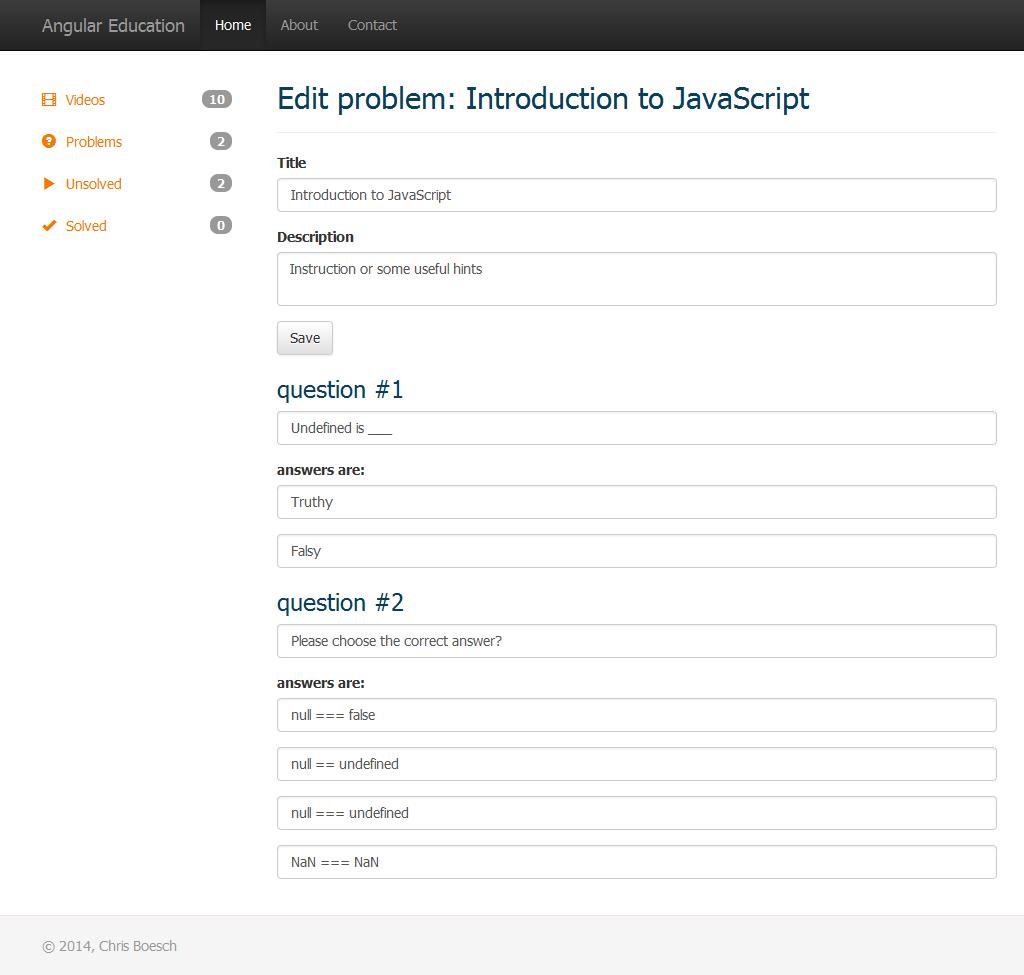 Angular Education Home About Contact
Videos 10
Problems 2
Unsolved 2
Solved 0
Edit problem: Introduction to JavaScript
Title
Introduction to JavaScript
Description
Instruction or some useful hints
Save
question #1
Undefined is ___
answers are:
Truthy
Falsy
question #2
Please choose the correct answer?
answers are:
null === false
null == undefined
null === undefined
NaN === NaN
© 2014, Chris Boesch